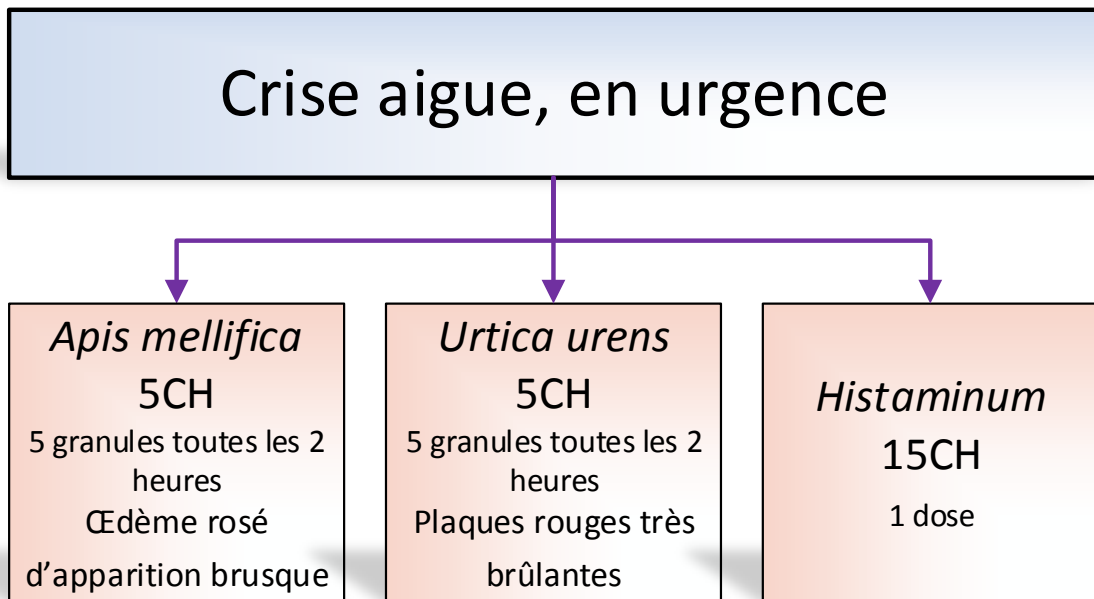 Crise aigue, en urgence
Apis mellifica
5CH
5 granules toutes les 2
heures
Œdème rosé
d'apparition brusque
Urtica urens
5CH
5 granules toutes les 2
heures
Plaques rouges très
brûlantes
Histaminum
15CH
1 dose